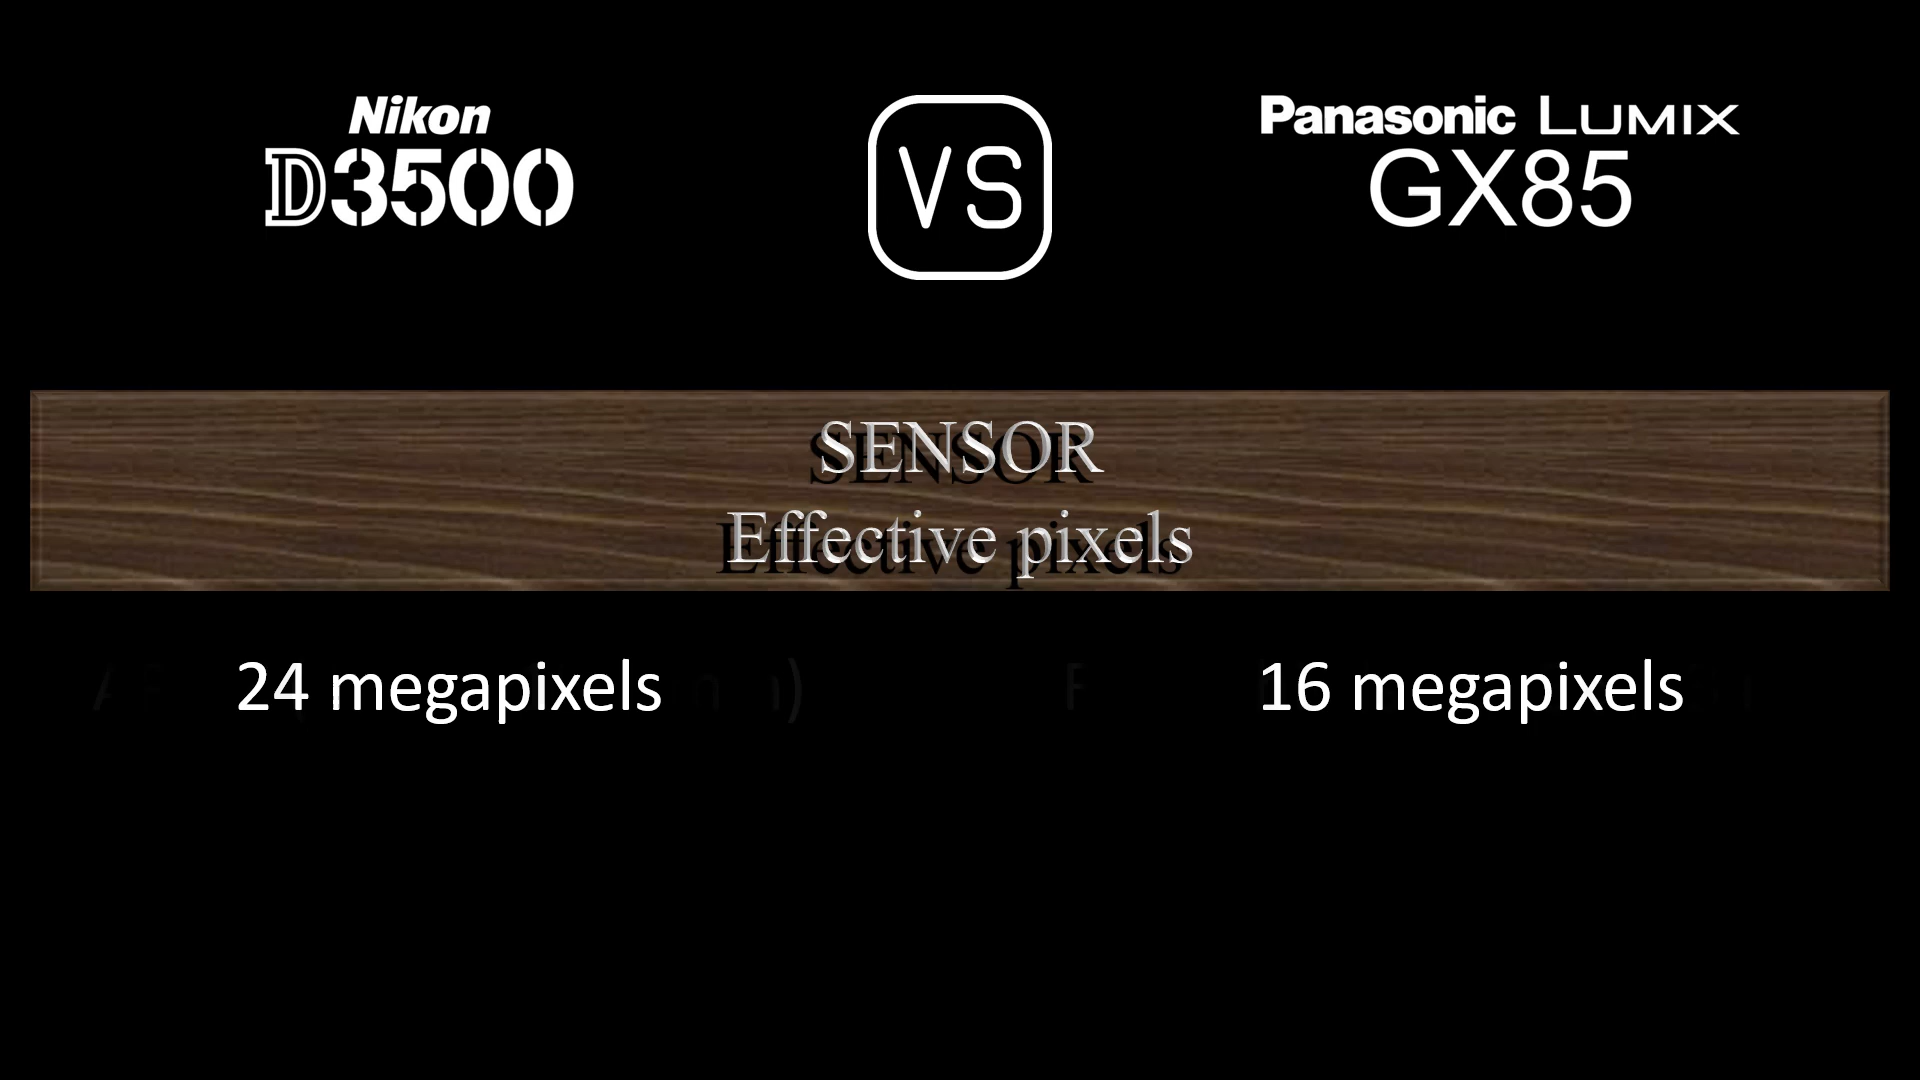 Nikon
D3500
VS
Panasonic LUMIX
GX85
SENSOR
Effective pixels
24 megapixels
16 megapixels